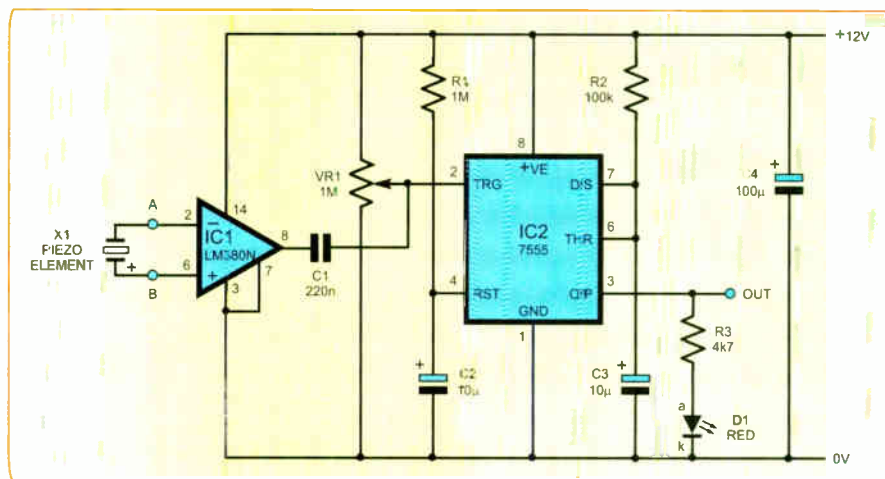 +12V
R1
1M
R2
100k
VR1
1M
8
+VE
2
TRG
DIS
7
4
100µ
+
A
X1
PIEZO
ELEMENT
+
B
2
14
IC1
LM380N
8
6
+
3
7
C1
220n
IC2
7555
THR
6
4
RST
O/P
3
OUT
GND
1
R3
4k7
+
C2
10µ
+
C3
10µ
a
D1
RED
k
0V